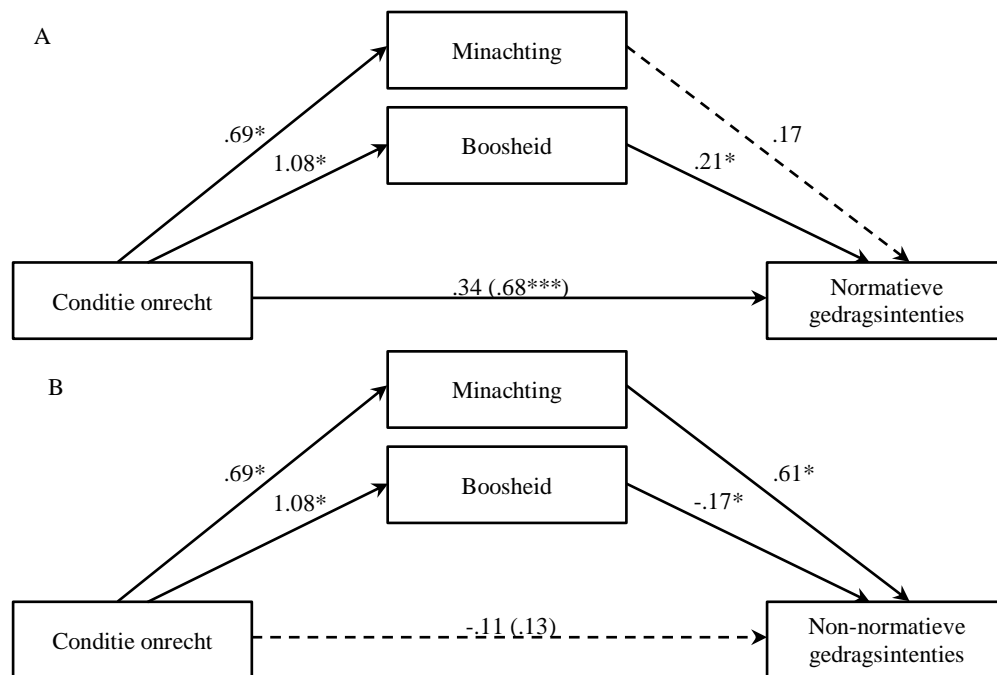 A
Minachting
.69*
.17
1.08*
Boosheid
.21*
Conditie onrecht
.34 (.68***)
Normatieve
gedragsintenties
B
Minachting
.69*
.61*
1.08*
Boosheid
-.17*
Conditie onrecht
-.11 (.13)
Non-normatieve
gedragsintenties